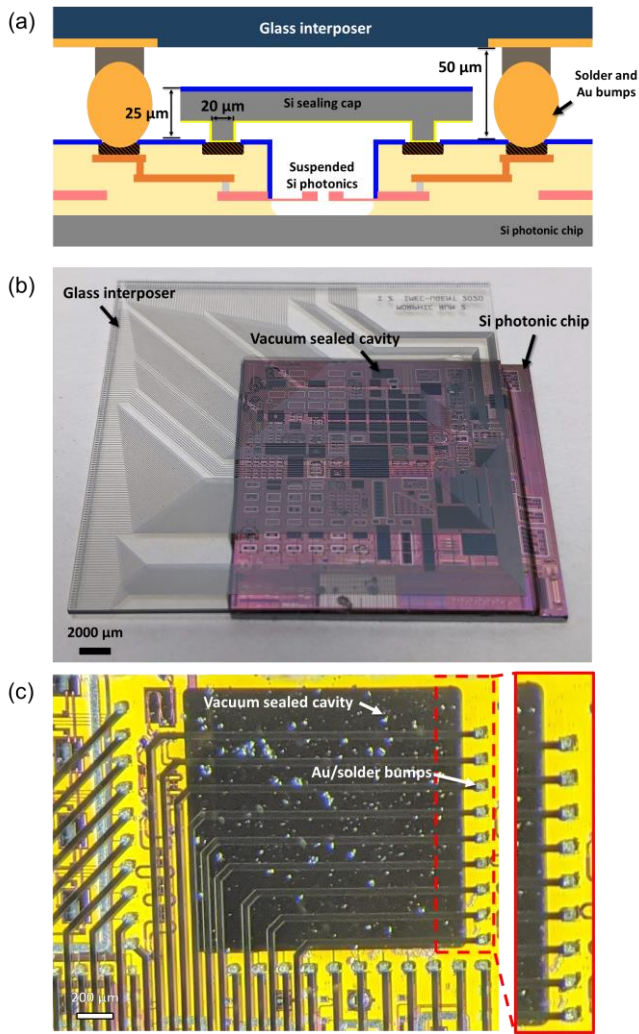 (a)
Glass interposer
50 µm
Solder and
Au bumps
20 µm
Si sealing cap
25 µm
Suspended
Si photonics
Si photonic chip
(b)
Glass interposer
Si photonic chip
Vacuum sealed cavity
2000 µm
(c)
Vacuum sealed cavity
Au/solder bumps
200 µm